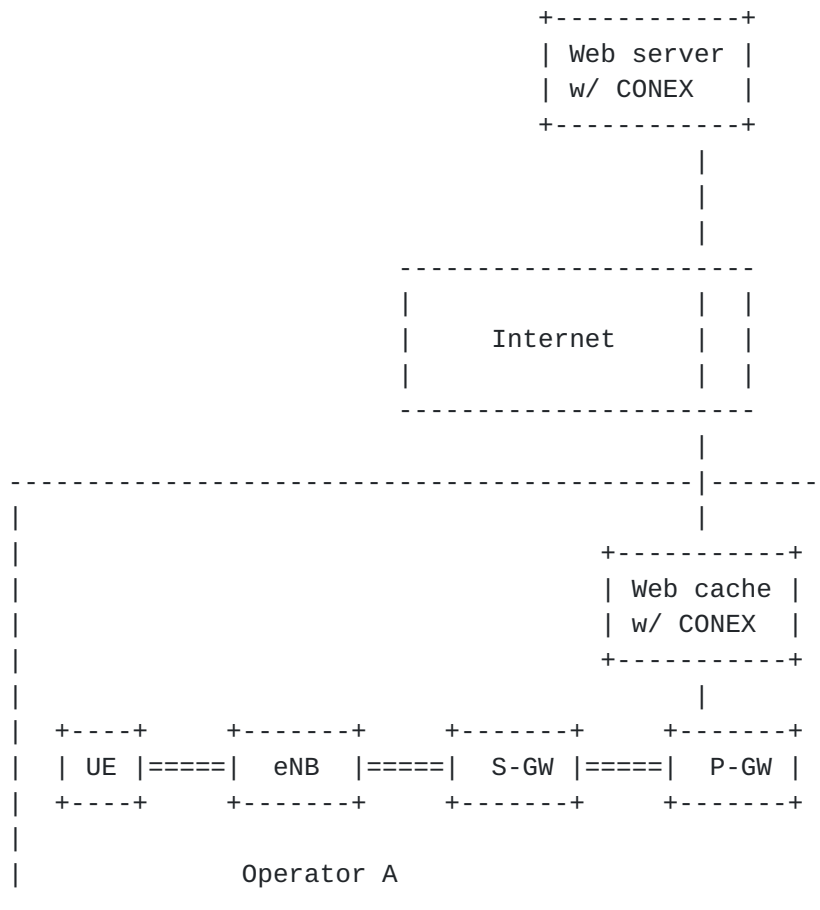 Web server
w/ CONEX
Internet
Web cache
w/ CONEX
UE eNB S-GW P-GW
Operator A